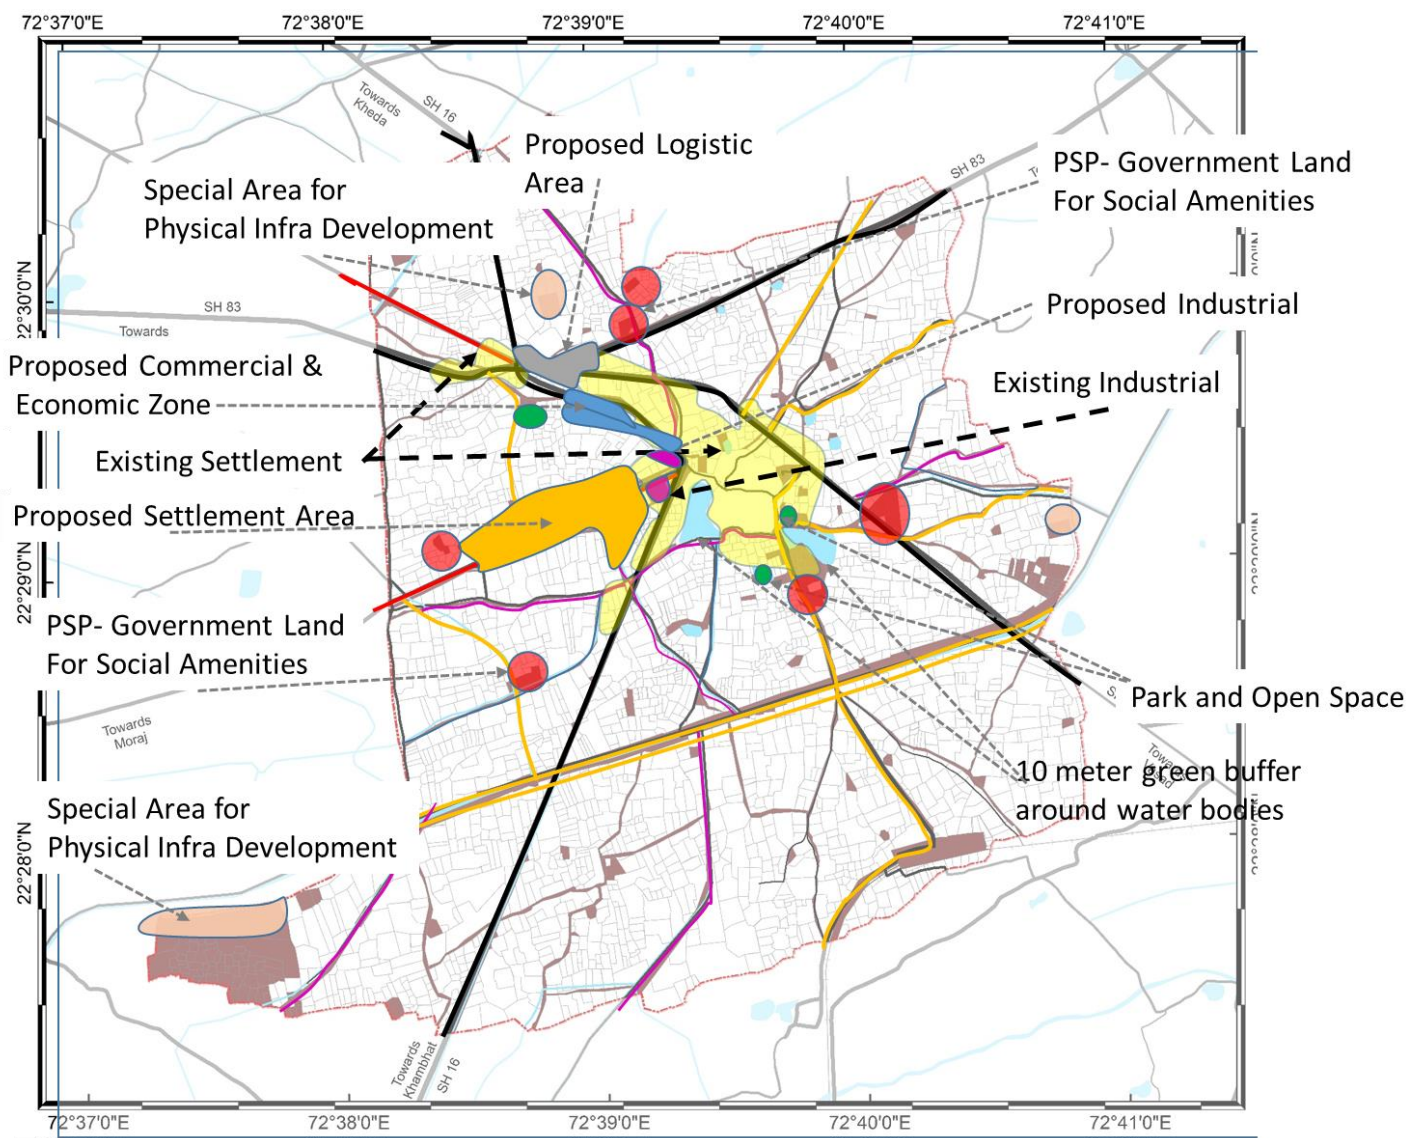 72°37'0"E
72°38'0"E
72°39'0"E
72°40'0"E
72°41'0"E
Towards
Kheda
SH 16
Proposed Logistic
Area
SH 83
PSP- Government Land
For Social Amenities
Special Area for
Physical Infra Development
22°30'0"N
SH 83
Towards
Proposed Industrial
Proposed Commercial &
Economic Zone
Existing Industrial
Existing Settlement
Proposed Settlement Area
22°29'0"N
PSP- Government Land
For Social Amenities
Park and Open Space
Towards
Moraj
Towards
10 meter green buffer
around water bodies
Special Area for
Physical Infra Development
22°28'0"N
Towards
Khambhat
SH 16
72°37'0"E
72°38'0"E
72°39'0"E
72°40'0"E
72°41'0"E